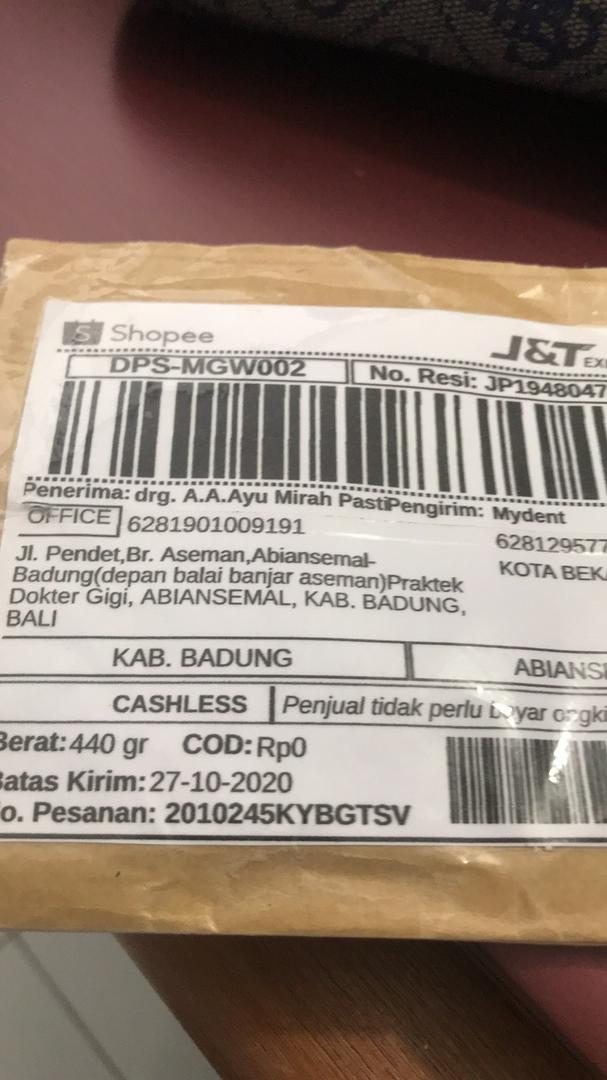 Shopee
J&T
DPS-MGW002
No. Resi: JP1948047
Penerima: drg. A.A.Ayu Mirah Pasti
Pengirim: Mydent
OFFICE 6281901009191
628129577
KOTA BEKA
Jl. Pendet,Br. Aseman,Abiansemal-
Badung(depan balai banjar aseman)Praktek
Dokter Gigi, ABIANSEMAL, KAB. BADUNG,
BALI
KAB. BADUNG
ABIANS
CASHLESS
Penjual tidak perlu bayar ongki
Berat: 440 gr COD: Rp0
Batas Kirim: 27-10-2020
o. Pesanan: 2010245KYBGTSV